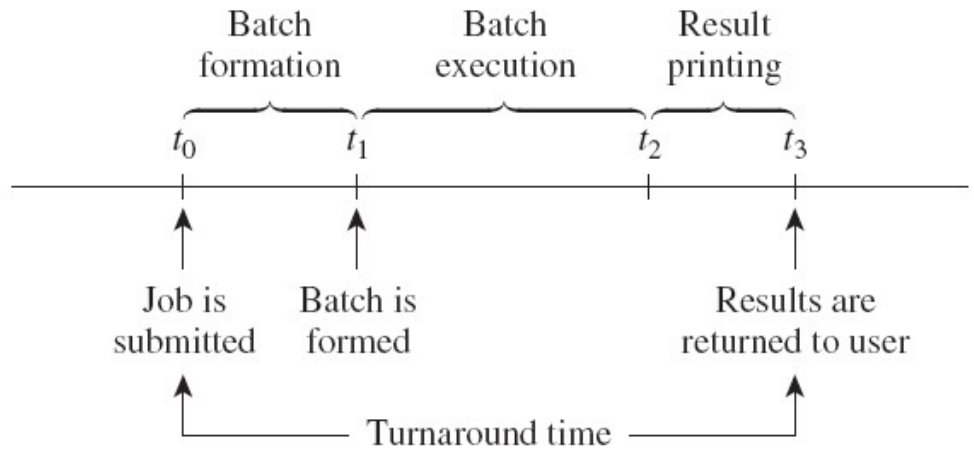 Batch
formation
Batch
execution
Result
printing
t0
t1
t2
t3
Job is
submitted
Batch is
formed
Results are
returned to user
Turnaround time